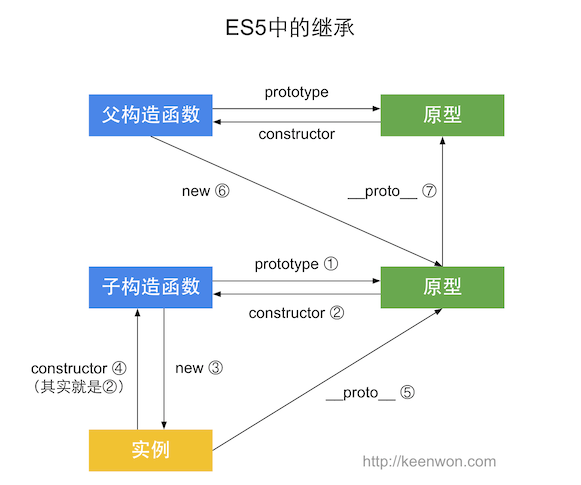 ES5中的继承
prototype
父构造函数
原型
constructor
new ⑥
__proto__ ⑦
prototype ①
子构造函数
原型
constructor ②
constructor ④
（其实就是②）
new ③
__proto__ ⑤
实例
http://keenwon.com